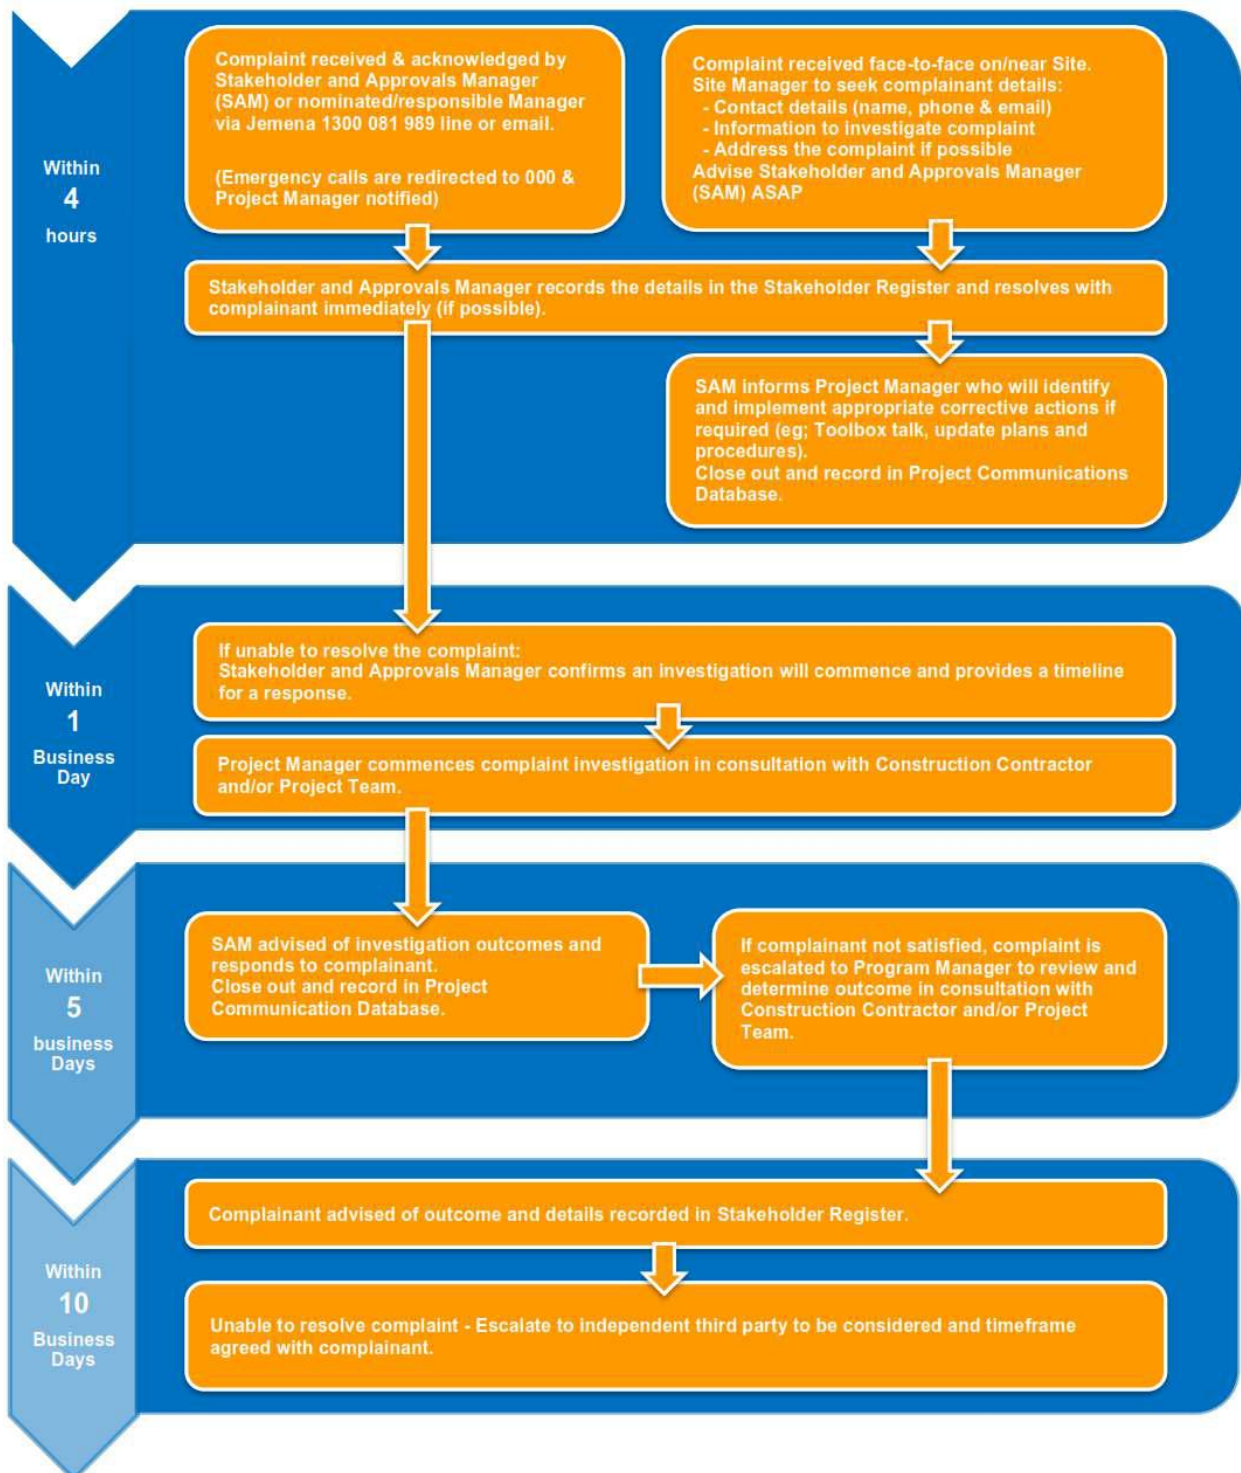 Within
4
hours
Complaint received & acknowledged by
Stakeholder and Approvals Manager
(SAM) or nominated/responsible Manager
via Jemena 1300 081 989 line or email.
(Emergency calls are redirected to 000 &
Project Manager notified)
Complaint received face-to-face on/near Site.
Site Manager to seek complainant details:
- Contact details (name, phone & email)
- Information to investigate complaint
- Address the complaint if possible
Advise Stakeholder and Approvals Manager
(SAM) ASAP
Stakeholder and Approvals Manager records the details in the Stakeholder Register and resolves with
complainant immediately (if possible).
SAM informs Project Manager who will identify
and implement appropriate corrective actions if
required (eg; Toolbox talk, update plans and
procedures).
Close out and record in Project Communications
Database.
Within
1
Business
Day
If unable to resolve the complaint:
Stakeholder and Approvals Manager confirms an investigation will commence and provides a timeline
for a response.
Project Manager commences complaint investigation in consultation with Construction Contractor
and/or Project Team.
Within
5
business
Days
SAM advised of investigation outcomes and
responds to complainant.
Close out and record in Project
Communication Database.
If complainant not satisfied, complaint is
escalated to Program Manager to review and
determine outcome in consultation with
Construction Contractor and/or Project
Team.
Within
10
Business
Days
Complainant advised of outcome and details recorded in Stakeholder Register.
Unable to resolve complaint - Escalate to independent third party to be considered and timeframe
agreed with complainant.